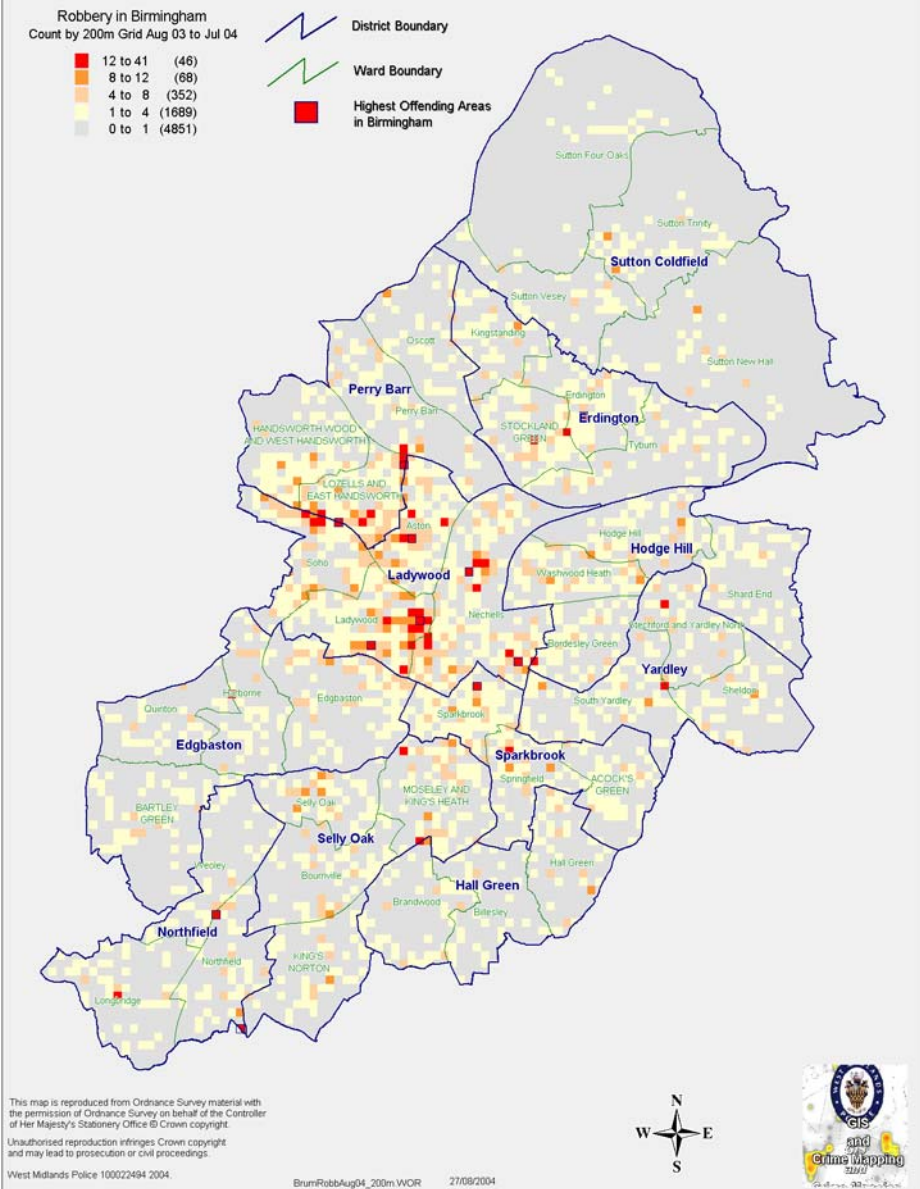 Robbery in Birmingham
Count by 200m Grid Aug 03 to Jul 04
12 to 41 (46)
8 to 12 (68)
4 to 8 (352)
1 to 4 (1689)
0 to 1 (4851)
District Boundary
Ward Boundary
Highest Offending Areas
in Birmingham
Sutton Four Oaks
Sutton Trinity
Sutton Coldfield
Sutton Vesey
Kingstanding
Oscott
Sutton New Hall
Perry Barr
Erdington
Perry Barr
Erdington
STOCKLAND
GREEN
HANDSWORTH WOOD
AND WEST HANDSWORTH
Tyburn
LOZELLS AND
EAST HANDSWORTH
Aston
Hodge Hill
Hodge Hill
Soho
Ladywood
Washwood Heath
Shard End
Ladywood
Nechells
Stechford and Yardley North
Bordesley Green
Yardley
Harborne
Edgbaston
Quinton
South Yardley
Sheldon
Sparkbrook
Edgbaston
Sparkbrook
Springfield
ACOCK'S
GREEN
MOSELEY AND
KING'S HEATH
Selly Oak
BARTLEY
GREEN
Selly Oak
Weoley
Hall Green
Bournville
Hall Green
Brandwood
Billesley
Northfield
Northfield
KING'S
NORTON
Longbridge
This map is reproduced from Ordnance Survey material with
the permission of Ordnance Survey on behalf of the Controller
of Her Majesty's Stationery Office © Crown copyright.
Unauthorised reproduction infringes Crown copyright
and may lead to prosecution or civil proceedings.
West Midlands Police 100022494 2004.
BrumRobbAug04_200m.WOR 27/08/2004
N
W E
S
GIS
and
Crime Mapping